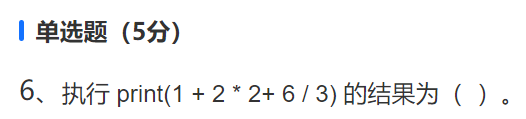 单选题（5分）
6、执行 print(1 + 2 * 2+ 6 / 3) 的结果为（  ）。